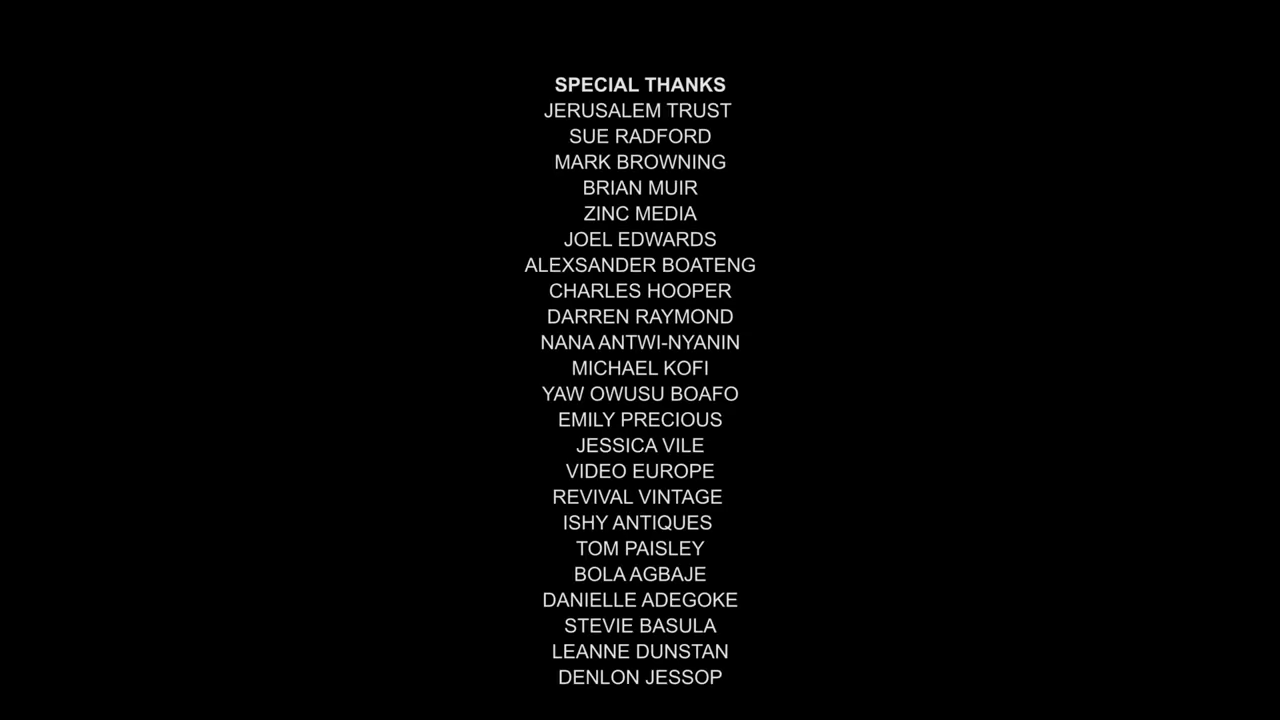 SPECIAL THANKS
JERUSALEM TRUST
SUE RADFORD
MARK BROWNING
BRIAN MUIR
ZINC MEDIA
JOEL EDWARDS
ALEXSANDER BOATENG
CHARLES HOOPER
DARREN RAYMOND
NANA ANTWI-NYANIN
MICHAEL KOFI
YAW OWUSU BOAFO
EMILY PRECIOUS
JESSICA VILE
VIDEO EUROPE
REVIVAL VINTAGE
ISHY ANTIQUES
TOM PAISLEY
BOLA AGBAJE
DANIELLE ADEGOKE
STEVIE BASULA
LEANNE DUNSTAN
DENLON JESSOP